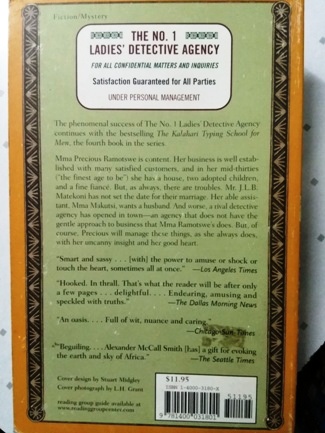 Fiction/Mystery
THE NO. 1
LADIES' DETECTIVE AGENCY
FOR ALL CONFIDENTIAL MATTERS AND INQUIRIES
Satisfaction Guaranteed for All Parties
UNDER PERSONAL MANAGEMENT
The phenomenal success of The No. 1 Ladies' Detective Agency
continues with the bestselling The Kalahari Typing School for
Men, the fourth book in the series.
Mma Precious Ramotswe is content. Her business is well estab-
lished with many satisfied customers, and in her mid-thirties
("the finest age to be") she has a house, two adopted children,
and a fine fiancé. But, as always, there are troubles. Mr. J.L.B.
Matekoni has not set the date for their marriage. Her able assis-
tant, Mma Makutsi, wants a husband. And worse, a rival detective
agency has opened in town—an agency that does not have the
gentle approach to business that Mma Ramotswe's does. But, of
course, Precious will manage these things, as she always does,
with her uncanny insight and her good heart.
"Smart and sassy . . . [with] the power to amuse or shock or
touch the heart, sometimes all at once." —Los Angeles Times
"Hooked. In thrall. That's what the reader will be after only
a few pages . . . delightful. . . . Endearing, amusing and
speckled with truths." —The Dallas Morning News
"An oasis. . . . Full of wit, nuance and caring."
—Chicago Sun-Times
"Beguiling. . . . Alexander McCall Smith [has] a gift for evoking
the earth and sky of Africa." —The Seattle Times
Cover design by Stuart Midgley
Cover photograph by L.H. Grant
reading group guide available at
www.readinggroupcenter.com
$11.95
ISBN 1-4000-3180-X
51195
9 781400 031801